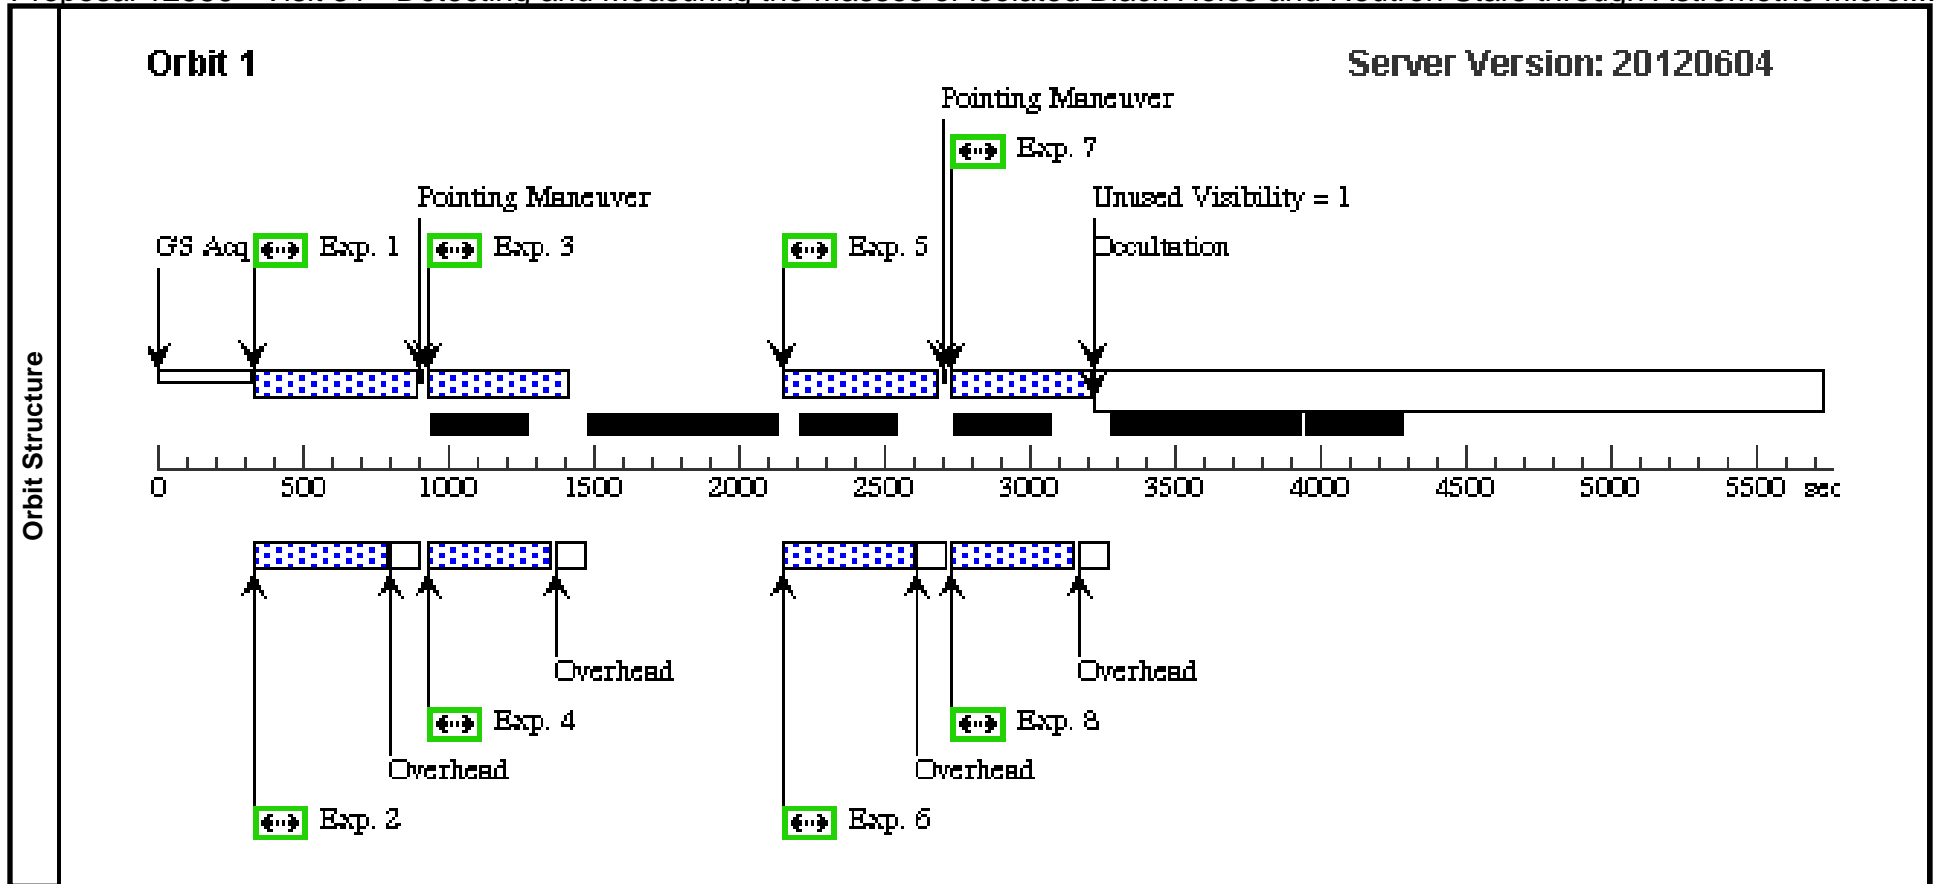 Orbit 1
Server Version: 20120604
Pointing Maneuver
Exp. 7
Pointing Maneuver
Unused Visibility = 1
GS Acq
Exp. 1
Exp. 3
Exp. 5
Occultation
Orbit Structure
0 500 1000 1500 2000 2500 3000 3500 4000 4500 5000 5500 sec
Overhead
Overhead
Exp. 4
Exp. 8
Overhead
Overhead
Exp. 2
Exp. 6